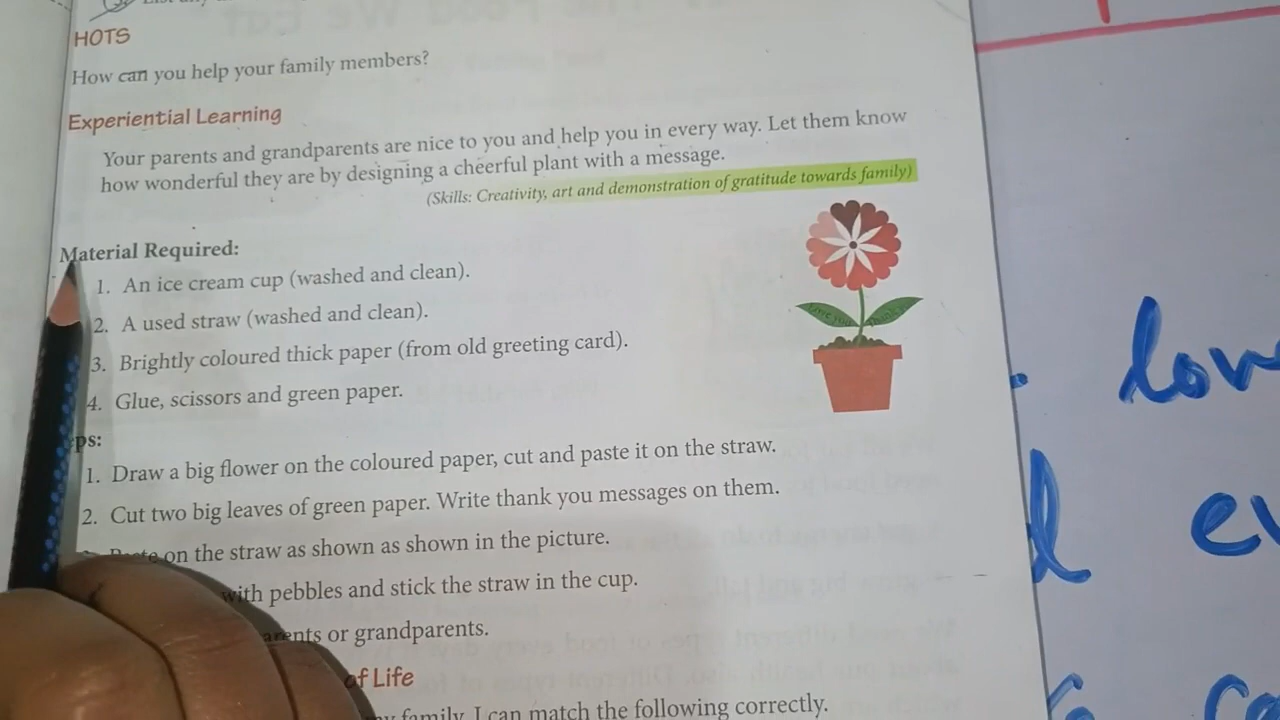 HOTS
How can you help your family members?
Experiential Learning
Your parents and grandparents are nice to you and help you in every way. Let them know
how wonderful they are by designing a cheerful plant with a message.
(Skills: Creativity, art and demonstration of gratitude towards family)
Material Required:
1. An ice cream cup (washed and clean).
2. A used straw (washed and clean).
3. Brightly coloured thick paper (from old greeting card).
4. Glue, scissors and green paper.
ps:
1. Draw a big flower on the coloured paper, cut and paste it on the straw.
2. Cut two big leaves of green paper. Write thank you messages on them.
on the straw as shown as shown in the picture.
with pebbles and stick the straw in the cup.
arents or grandparents.
of Life
family, I can match the following correctly.